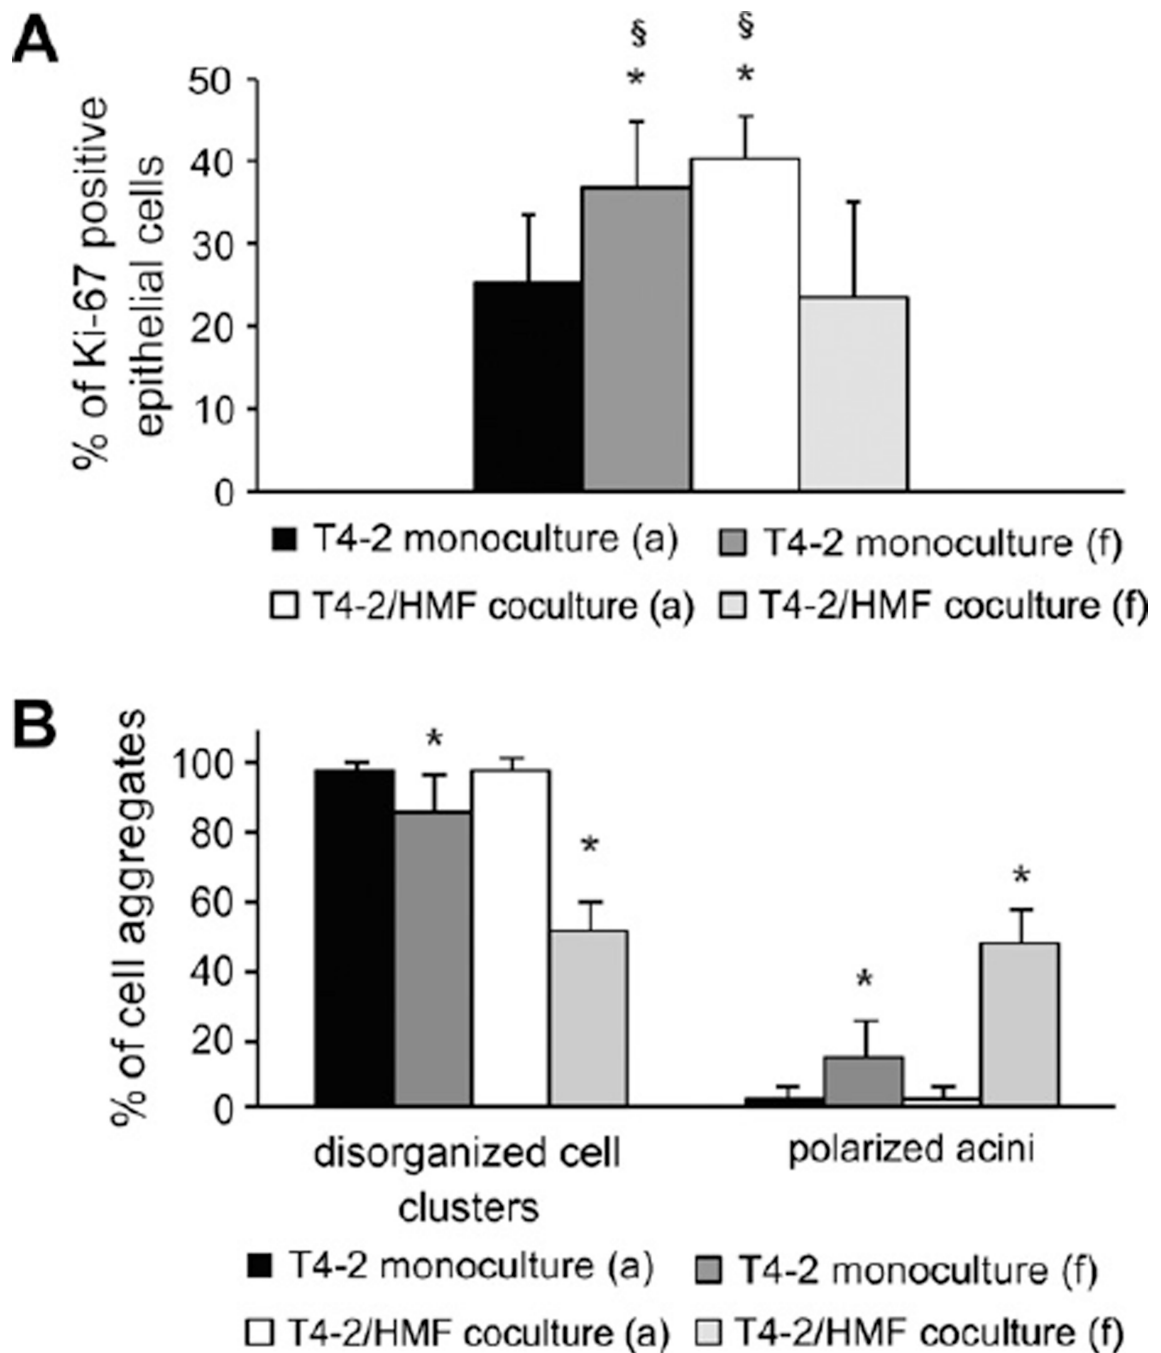 A
§ §
* *
50
40
30
20
10
0
% of Ki-67 positive
epithelial cells
T4-2 monoculture (a) T4-2 monoculture (f)
T4-2/HMF coculture (a) T4-2/HMF coculture (f)
B
* * * *
100
80
60
40
20
0
% of cell aggregates
disorganized cell
clusters
polarized acini
T4-2 monoculture (a) T4-2 monoculture (f)
T4-2/HMF coculture (a) T4-2/HMF coculture (f)